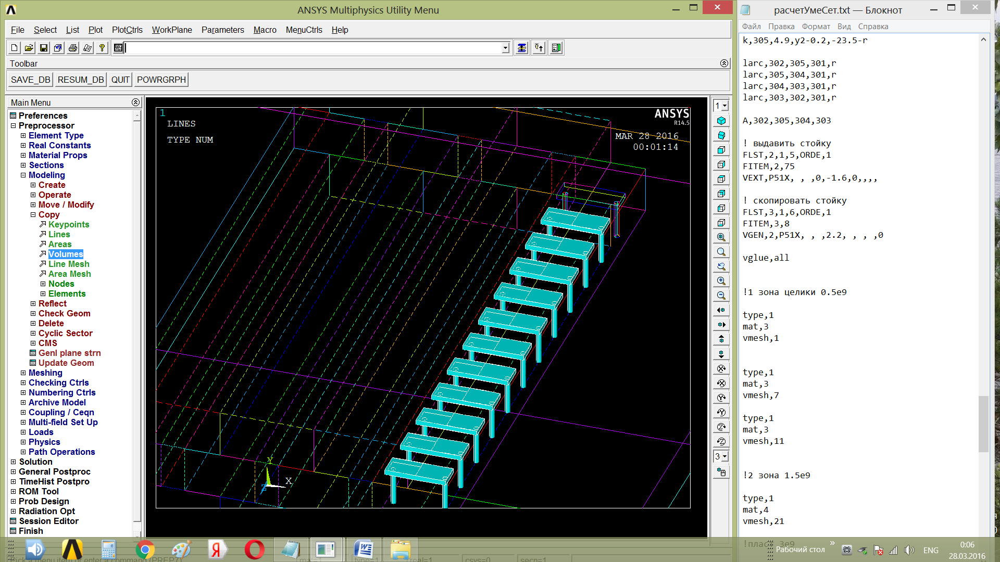 ANSYS Multiphysics Utility Menu
File Select List Plot PlotCtrls WorkPlane Parameters Macro MenuCtrls Help
Toolbar
SAVE_DB RESUM_DB QUIT POWRGRPH
Main Menu
Preferences
Preprocessor
Element Type
Real Constants
Material Props
Sections
Modeling
Create
Operate
Move / Modify
Copy
Keypoints
Lines
Areas
Volumes
Line Mesh
Area Mesh
Nodes
Elements
Reflect
Check Geom
Delete
Cyclic Sector
CMS
Genl plane strn
Update Geom
Meshing
Checking Ctrls
Numbering Ctrls
Archive Model
Coupling / Ceqn
Multi-field Set Up
Loads
Physics
Path Operations
Solution
General Postproc
TimeHist Postpro
ROM Tool
Prob Design
Radiation Opt
Session Editor
Finish
1
LINES
TYPE NUM
ANSYS
R14.5
MAR 28 2016
00:01:14
Y
X
Z
1
3
расчетУмеСет.txt — Блокнот
Файл Правка Формат Вид Справка
k,305,4.9,y2-0.2,-23.5-r
larc,302,305,301,r
larc,305,304,301,r
larc,304,303,301,r
larc,303,302,301,r
A,302,305,304,303
! выдавить стойку
FLST,2,1,5,ORDE,1
FITEM,2,75
VEXT,P51X, , ,0,-1.6,0,,,,
! скопировать стойку
FLST,3,1,6,ORDE,1
FITEM,3,8
VGEN,2,P51X, , ,2.2, , , ,0
vglue,all
!1 зона целики 0.5e9
type,1
mat,3
vmesh,1
type,1
mat,3
vmesh,7
type,1
mat,3
vmesh,11
!2 зона 1.5e9
type,1
mat,4
vmesh,21
!пласт 3e9
Pick a menu item or enter a command (PREP7)
mat=1 type=1 real=1 csys=0 secn=1
Рабочий стол
ENG
0:06
28.03.2016